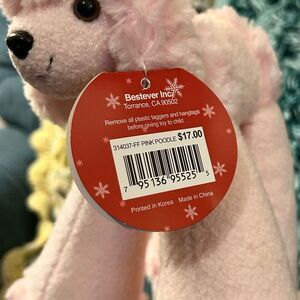 Bestever Inc.
Torrance, CA 90502
Remove all plastic taggers and hangtags
before giving toy to child.
314037-FF PINK POODLE $17.00
7 95136 95525 5
Printed in Korea Made in China